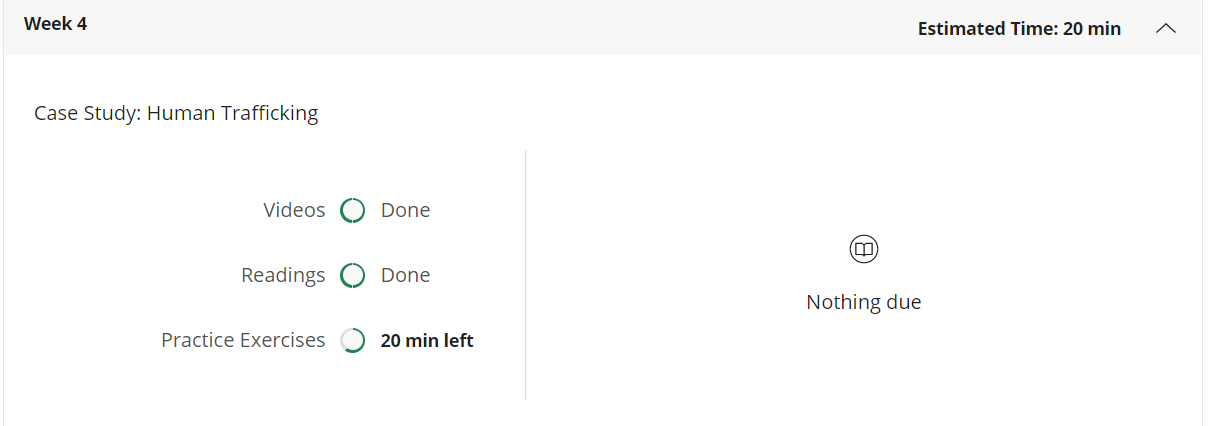 Week 4
Estimated Time: 20 min
Case Study: Human Trafficking
Videos Done
Readings Done
Practice Exercises 20 min left
Nothing due